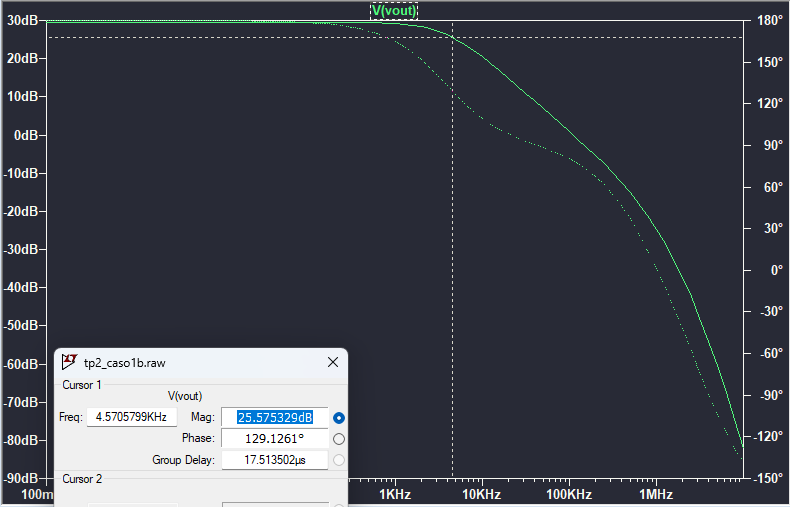 V(vout)
30dB
20dB
10dB
0dB
-10dB
-20dB
-30dB
-40dB
-50dB
-60dB
-70dB
-80dB
-90dB
180°
150°
120°
90°
60°
30°
0°
-30°
-60°
-90°
-120°
-150°
100m
1KHz
10KHz
100KHz
1MHz
tp2_caso1b.raw
Cursor 1
V(vout)
Freq: 4.5705799KHz Mag: 25.575329dB
Phase: 129.1261°
Group Delay: 17.513502µs
Cursor 2